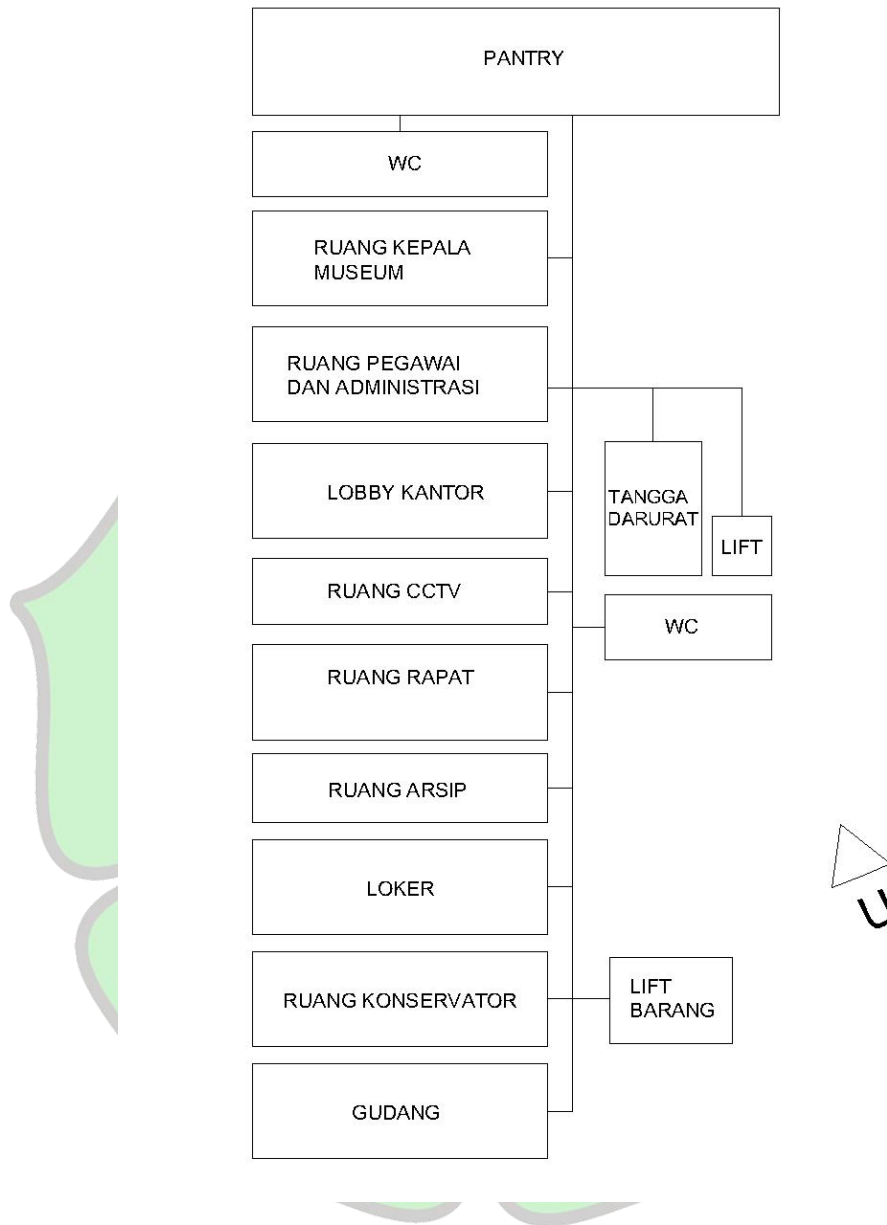 PANTRY
WC
RUANG KEPALA
MUSEUM
RUANG PEGAWAI
DAN ADMINISTRASI
LOBBY KANTOR
TANGGA
DARURAT
LIFT
RUANG CCTV
WC
RUANG RAPAT
RUANG ARSIP
LOKER
U
RUANG KONSERVATOR
LIFT
BARANG
GUDANG